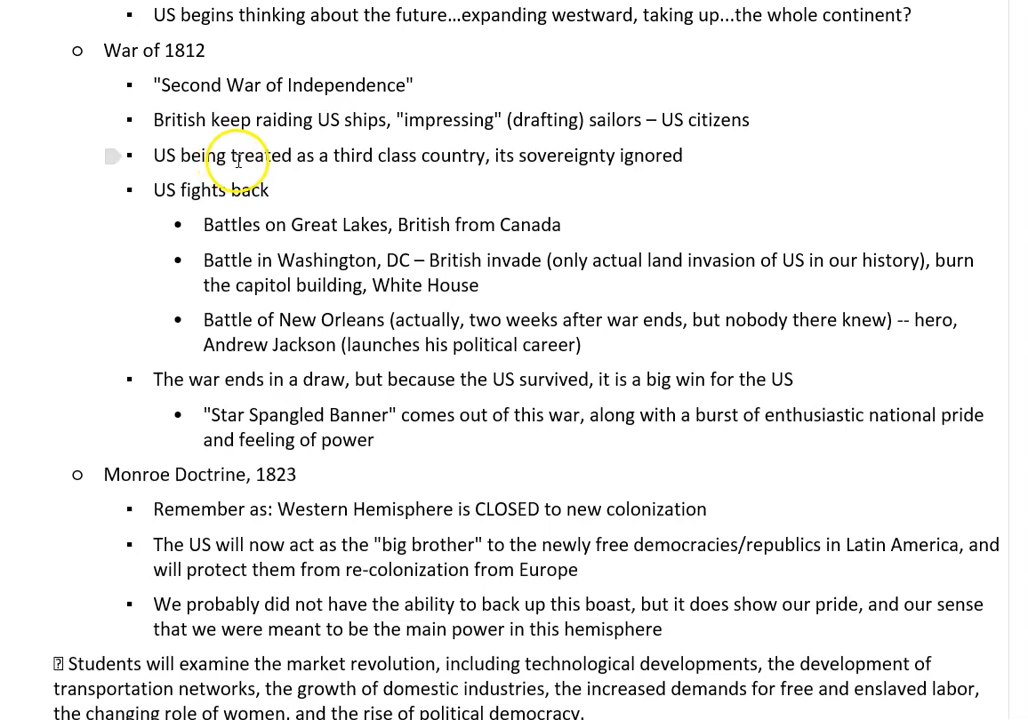 ▪ US begins thinking about the future…expanding westward, taking up...the whole continent?
o War of 1812
▪ "Second War of Independence"
▪ British keep raiding US ships, "impressing" (drafting) sailors – US citizens
▪ US being treated as a third class country, its sovereignty ignored
▪ US fights back
• Battles on Great Lakes, British from Canada
• Battle in Washington, DC – British invade (only actual land invasion of US in our history), burn
the capitol building, White House
• Battle of New Orleans (actually, two weeks after war ends, but nobody there knew) -- hero,
Andrew Jackson (launches his political career)
▪ The war ends in a draw, but because the US survived, it is a big win for the US
• "Star Spangled Banner" comes out of this war, along with a burst of enthusiastic national pride
and feeling of power
o Monroe Doctrine, 1823
▪ Remember as: Western Hemisphere is CLOSED to new colonization
▪ The US will now act as the "big brother" to the newly free democracies/republics in Latin America, and
will protect them from re-colonization from Europe
▪ We probably did not have the ability to back up this boast, but it does show our pride, and our sense
that we were meant to be the main power in this hemisphere
⍰ Students will examine the market revolution, including technological developments, the development of
transportation networks, the growth of domestic industries, the increased demands for free and enslaved labor,
the changing role of women, and the rise of political democracy.